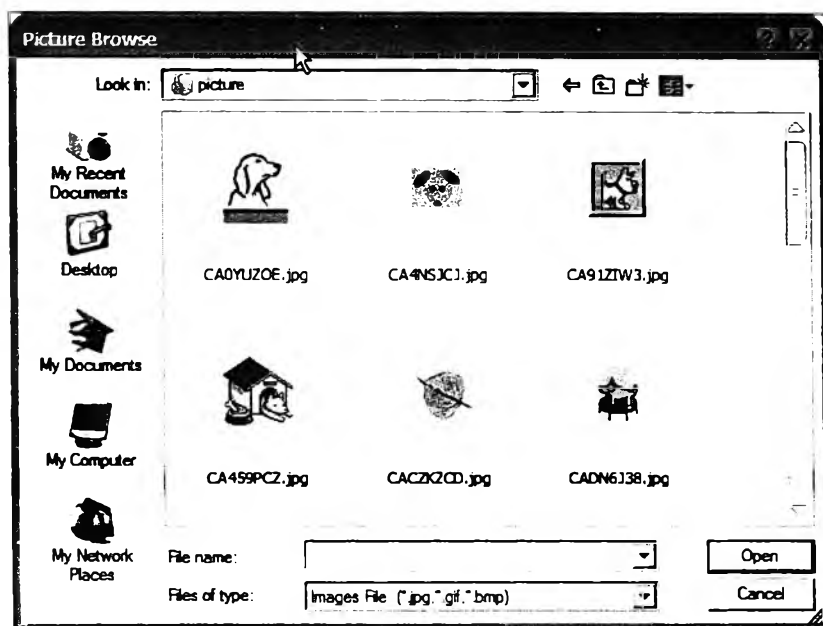 Picture Browse
Look in:
picture
My Recent
Documents
Desktop
My Documents
My Computer
My Network
Places
CA0YUZOE.jpg
CA4NSJCJ.jpg
CA91ZIW3.jpg
CA459PCZ.jpg
CACZKZCD.jpg
CADN6J38.jpg
File name:
Open
Files of type:
Images File (*.jpg,*.gif,*.bmp)
Cancel